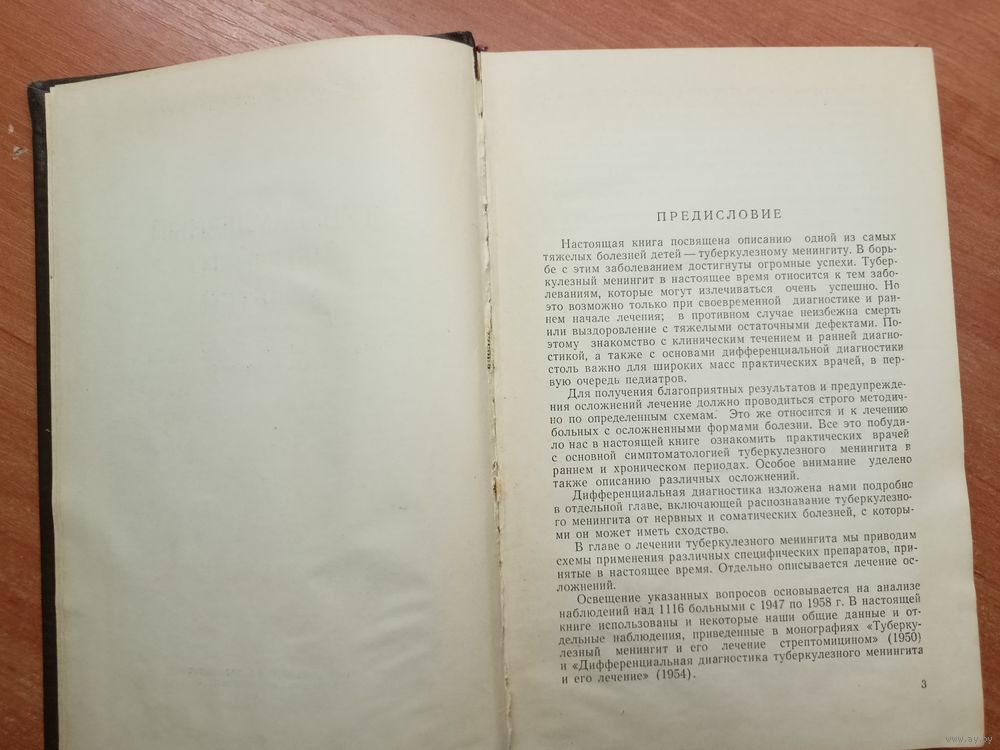 ПРЕДИСЛОВИЕ
Настоящая книга посвящена описанию одной из самых
тяжелых болезней детей — туберкулезному менингиту. В борь-
бе с этим заболеванием достигнуты огромные успехи. Тубер-
кулезный менингит в настоящее время относится к тем забо-
леваниям, которые могут излечиваться очень успешно. Но
это возможно только при своевременной диагностике и ран-
нем начале лечения; в противном случае неизбежна смерть
или выздоровление с тяжелыми остаточными дефектами. По-
этому знакомство с клиническим течением и ранней диагно-
стикой, а также с основами дифференциальной диагностики
столь важно для широких масс практических врачей, в пер-
вую очередь педиатров.
Для получения благоприятных результатов и предупрежде-
ния осложнений лечение должно проводиться строго методич-
но по определенным схемам. Это же относится и к лечению
больных с осложненными формами болезни. Все это побуди-
ло нас в настоящей книге ознакомить практических врачей
с основной симптоматологией туберкулезного менингита в
раннем и хроническом периодах. Особое внимание уделено
также описанию различных осложнений.
Дифференциальная диагностика изложена нами подробно
в отдельной главе, включающей распознавание туберкулезно-
го менингита от нервных и соматических болезней, с которы-
ми он может иметь сходство.
В главе о лечении туберкулезного менингита мы приводим
схемы применения различных специфических препаратов, при-
нятые в настоящее время. Отдельно описывается лечение ос-
ложнений.
Освещение указанных вопросов основывается на анализе
наблюдений над 1116 больными с 1947 по 1958 г. В настоящей
книге использованы и некоторые наши общие данные и от-
дельные наблюдения, приведенные в монографиях «Туберку-
лезный менингит и его лечение стрептомицином» (1950)
и «Дифференциальная диагностика туберкулезного менингита
и его лечение» (1954).
3
www.ay.by